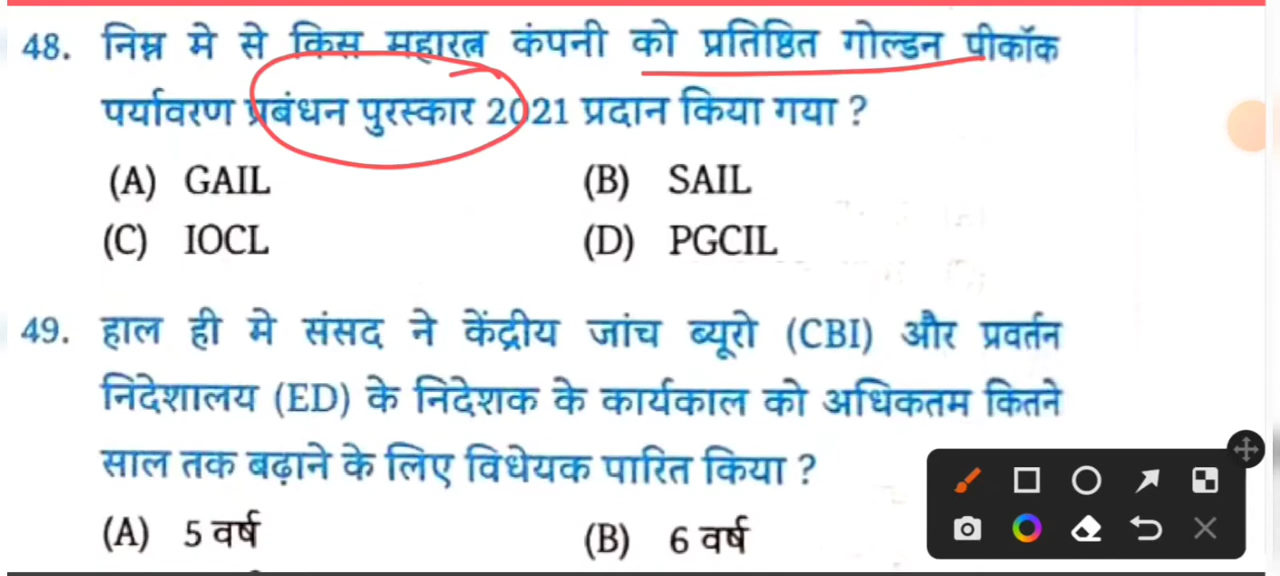 48. निम्न मे से किस महारत्न कंपनी को प्रतिष्ठित गोल्डन पीकॉक
पर्यावरण प्रबंधन पुरस्कार 2021 प्रदान किया गया ?
(A) GAIL (B) SAIL
(C) IOCL (D) PGCIL
49. हाल ही मे संसद ने केंद्रीय जांच ब्यूरो (CBI) और प्रवर्तन
निदेशालय (ED) के निदेशक के कार्यकाल को अधिकतम कितने
साल तक बढ़ाने के लिए विधेयक पारित किया ?
(A) 5 वर्ष (B) 6 वर्ष